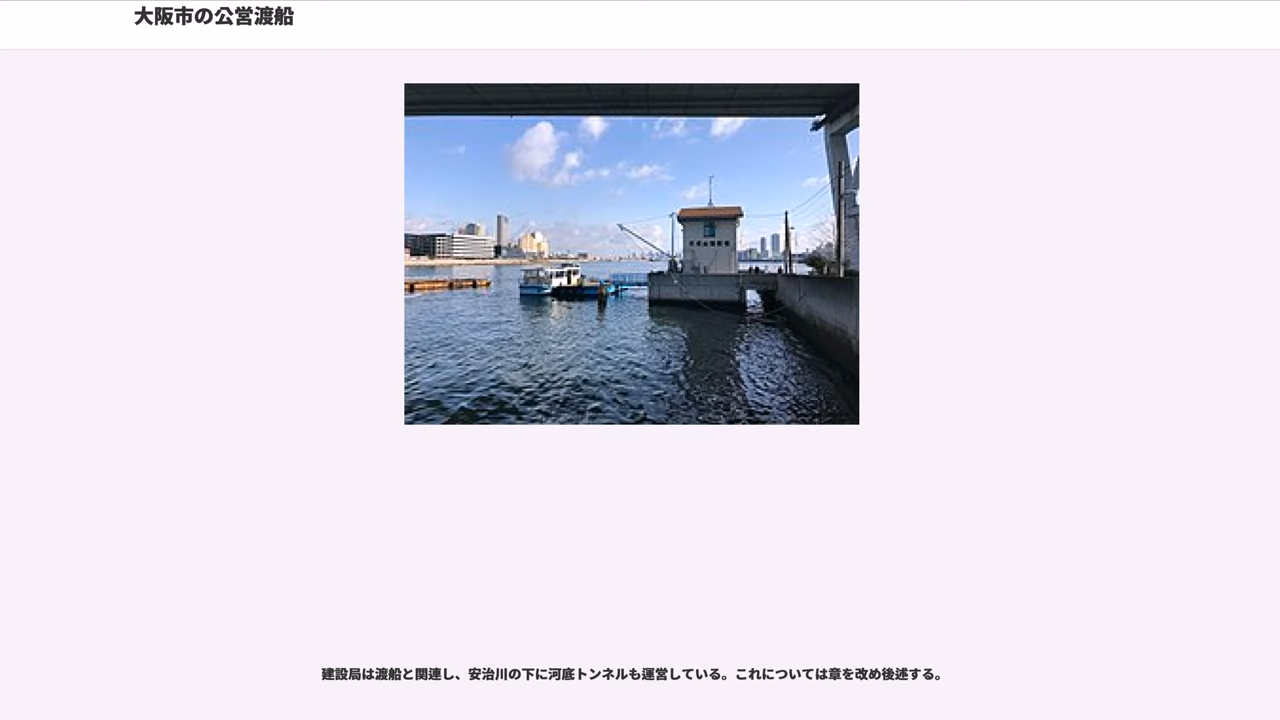 大阪市の公営渡船
建設局は渡船と関連し、安治川の下に河底トンネルも運営している。これについては章を改め後述する。